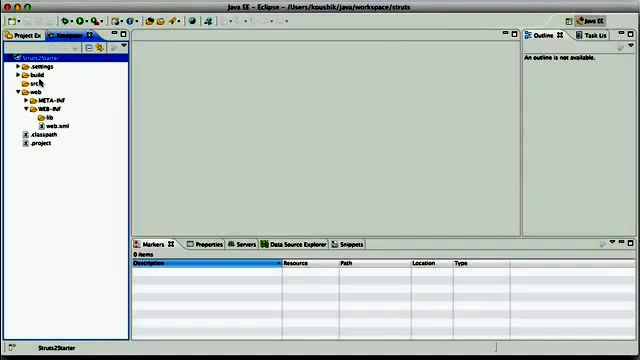 Java EE - Eclipse - /Users/koushik/java/workspace/struts
Java EE
Project Ex
Navigator
Outline
Task Lis
An outline is not available.
Struts2Starter
.settings
build
src
web
META-INF
WEB-INF
lib
web.xml
.classpath
.project
Markers
Properties
Servers
Data Source Explorer
Snippets
0 items
Description
Resource
Path
Location
Type
Struts2Starter